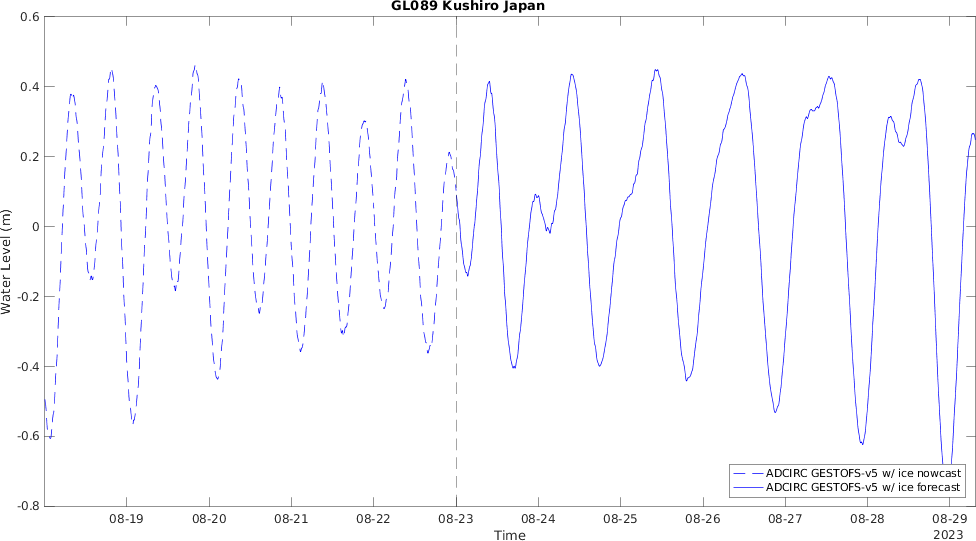 GL089 Kushiro Japan
0.6
0.4
0.2
0
-0.2
-0.4
-0.6
-0.8
Water Level (m)
ADCIRC GESTOFS-v5 w/ ice nowcast
ADCIRC GESTOFS-v5 w/ ice forecast
08-19 08-20 08-21 08-22 08-23 08-24 08-25 08-26 08-27 08-28 08-29
Time
2023